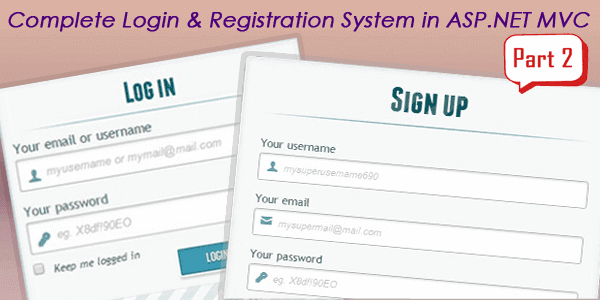 Complete Login & Registration System in ASP.NET MVC
Part 2
LOG IN
Your email or username
myusername or mymail@mail.com
Your password
eg. X8df!90EO
Keep me logged in
LOGIN
SIGN UP
Your username
mysuperusername690
Your email
mysupermail@mail.com
Your password
eg. X8df!90EO